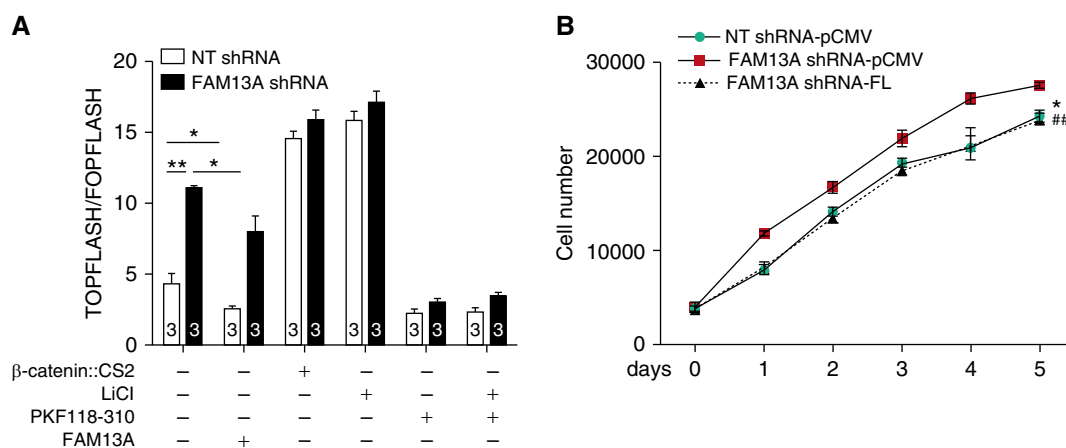 A
NT shRNA
FAM13A shRNA
TOPFLASH/FOPFLASH
20
15
10
5
0
*
** *
3 3 3 3 3 3 3 3 3 3 3 3
β-catenin::CS2 – – + – – –
LiCl – – – + – +
PKF118-310 – – – – + +
FAM13A – + – – – –
B
NT shRNA-pCMV
FAM13A shRNA-pCMV
FAM13A shRNA-FL
Cell number
30000
20000
10000
0
*
##
days 0 1 2 3 4 5